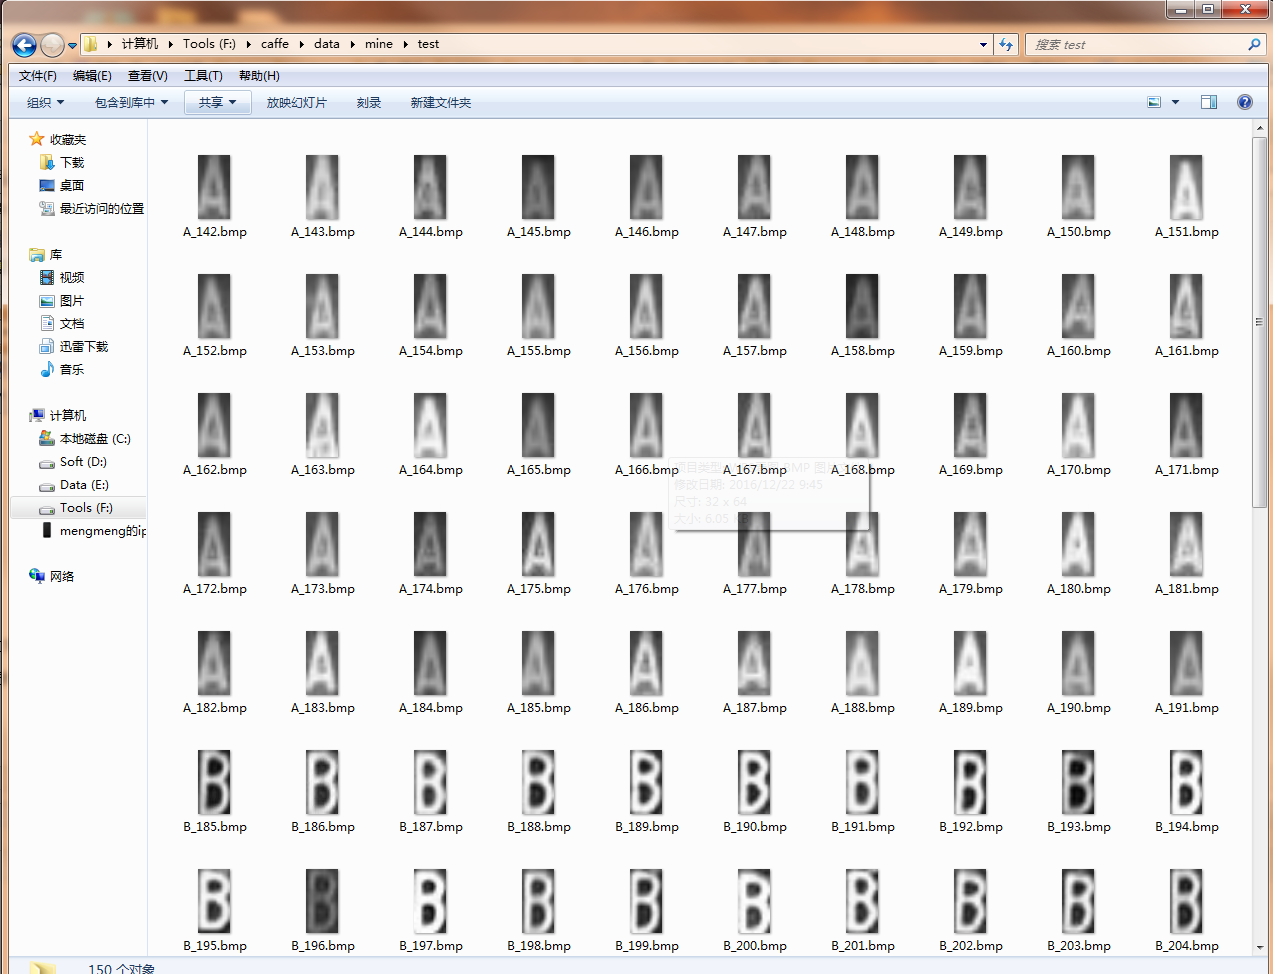 计算机 Tools (F:) caffe data mine test
搜索 test
文件(F) 编辑(E) 查看(V) 工具(T) 帮助(H)
组织 包含到库中 共享 放映幻灯片 刻录 新建文件夹
收藏夹
下载
桌面
最近访问的位置
库
视频
图片
文档
迅雷下载
音乐
计算机
本地磁盘 (C:)
Soft (D:)
Data (E:)
Tools (F:)
mengmeng的ip
网络
A_142.bmp A_143.bmp A_144.bmp A_145.bmp A_146.bmp A_147.bmp A_148.bmp A_149.bmp A_150.bmp A_151.bmp
A_152.bmp A_153.bmp A_154.bmp A_155.bmp A_156.bmp A_157.bmp A_158.bmp A_159.bmp A_160.bmp A_161.bmp
A_162.bmp A_163.bmp A_164.bmp A_165.bmp A_166.bmp A_167.bmp A_168.bmp A_169.bmp A_170.bmp A_171.bmp
项目类型: BMP 图
修改日期: 2016/12/22 9:45
尺寸: 32 x 64
大小: 6.05
A_172.bmp A_173.bmp A_174.bmp A_175.bmp A_176.bmp A_177.bmp A_178.bmp A_179.bmp A_180.bmp A_181.bmp
A_182.bmp A_183.bmp A_184.bmp A_185.bmp A_186.bmp A_187.bmp A_188.bmp A_189.bmp A_190.bmp A_191.bmp
B_185.bmp B_186.bmp B_187.bmp B_188.bmp B_189.bmp B_190.bmp B_191.bmp B_192.bmp B_193.bmp B_194.bmp
B_195.bmp B_196.bmp B_197.bmp B_198.bmp B_199.bmp B_200.bmp B_201.bmp B_202.bmp B_203.bmp B_204.bmp
150 个对象